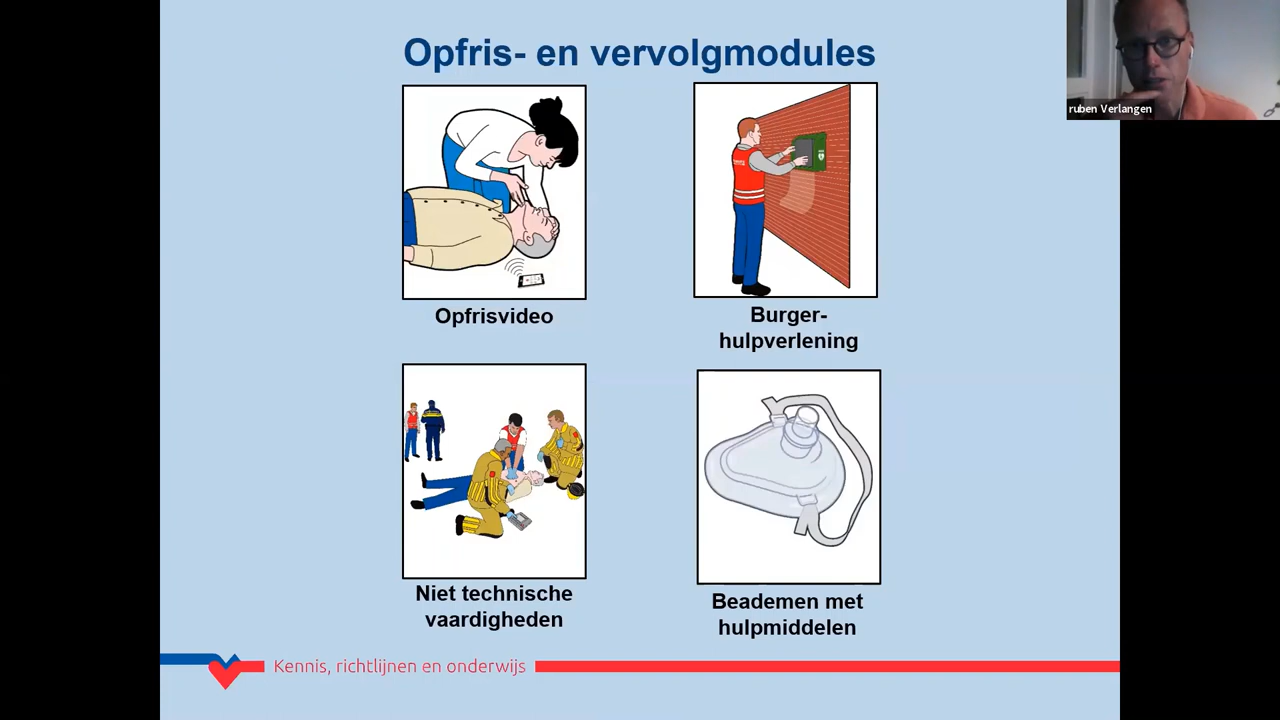 Opfris- en vervolgmodules
ruben Verlangen
Opfrisvideo
Burger-
hulpverlening
Niet technische
vaardigheden
Beademen met
hulpmiddelen
Kennis, richtlijnen en onderwijs